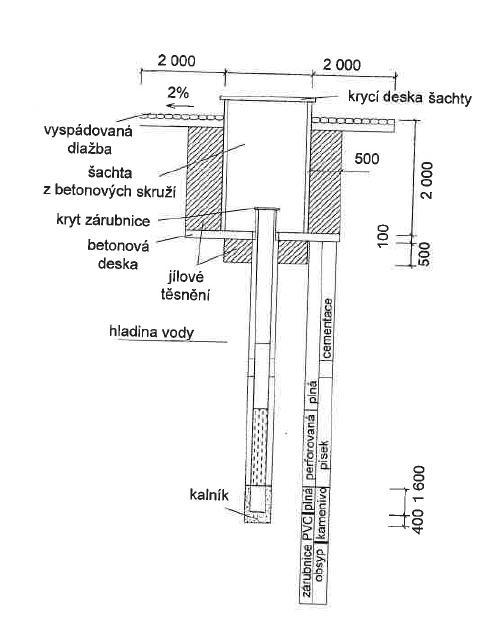 2 000
2 000
2%
krycí deska šachty
vyspádovaná
dlažba
šachta
z betonových skruží
500
2 000
kryt zárubnice
betonová
deska
100
500
jílové
těsnění
cementace
hladina vody
plná
perforovaná
písek
kalník
plná
kamenivo
1 600
400
zárubnice PVC
obsyp